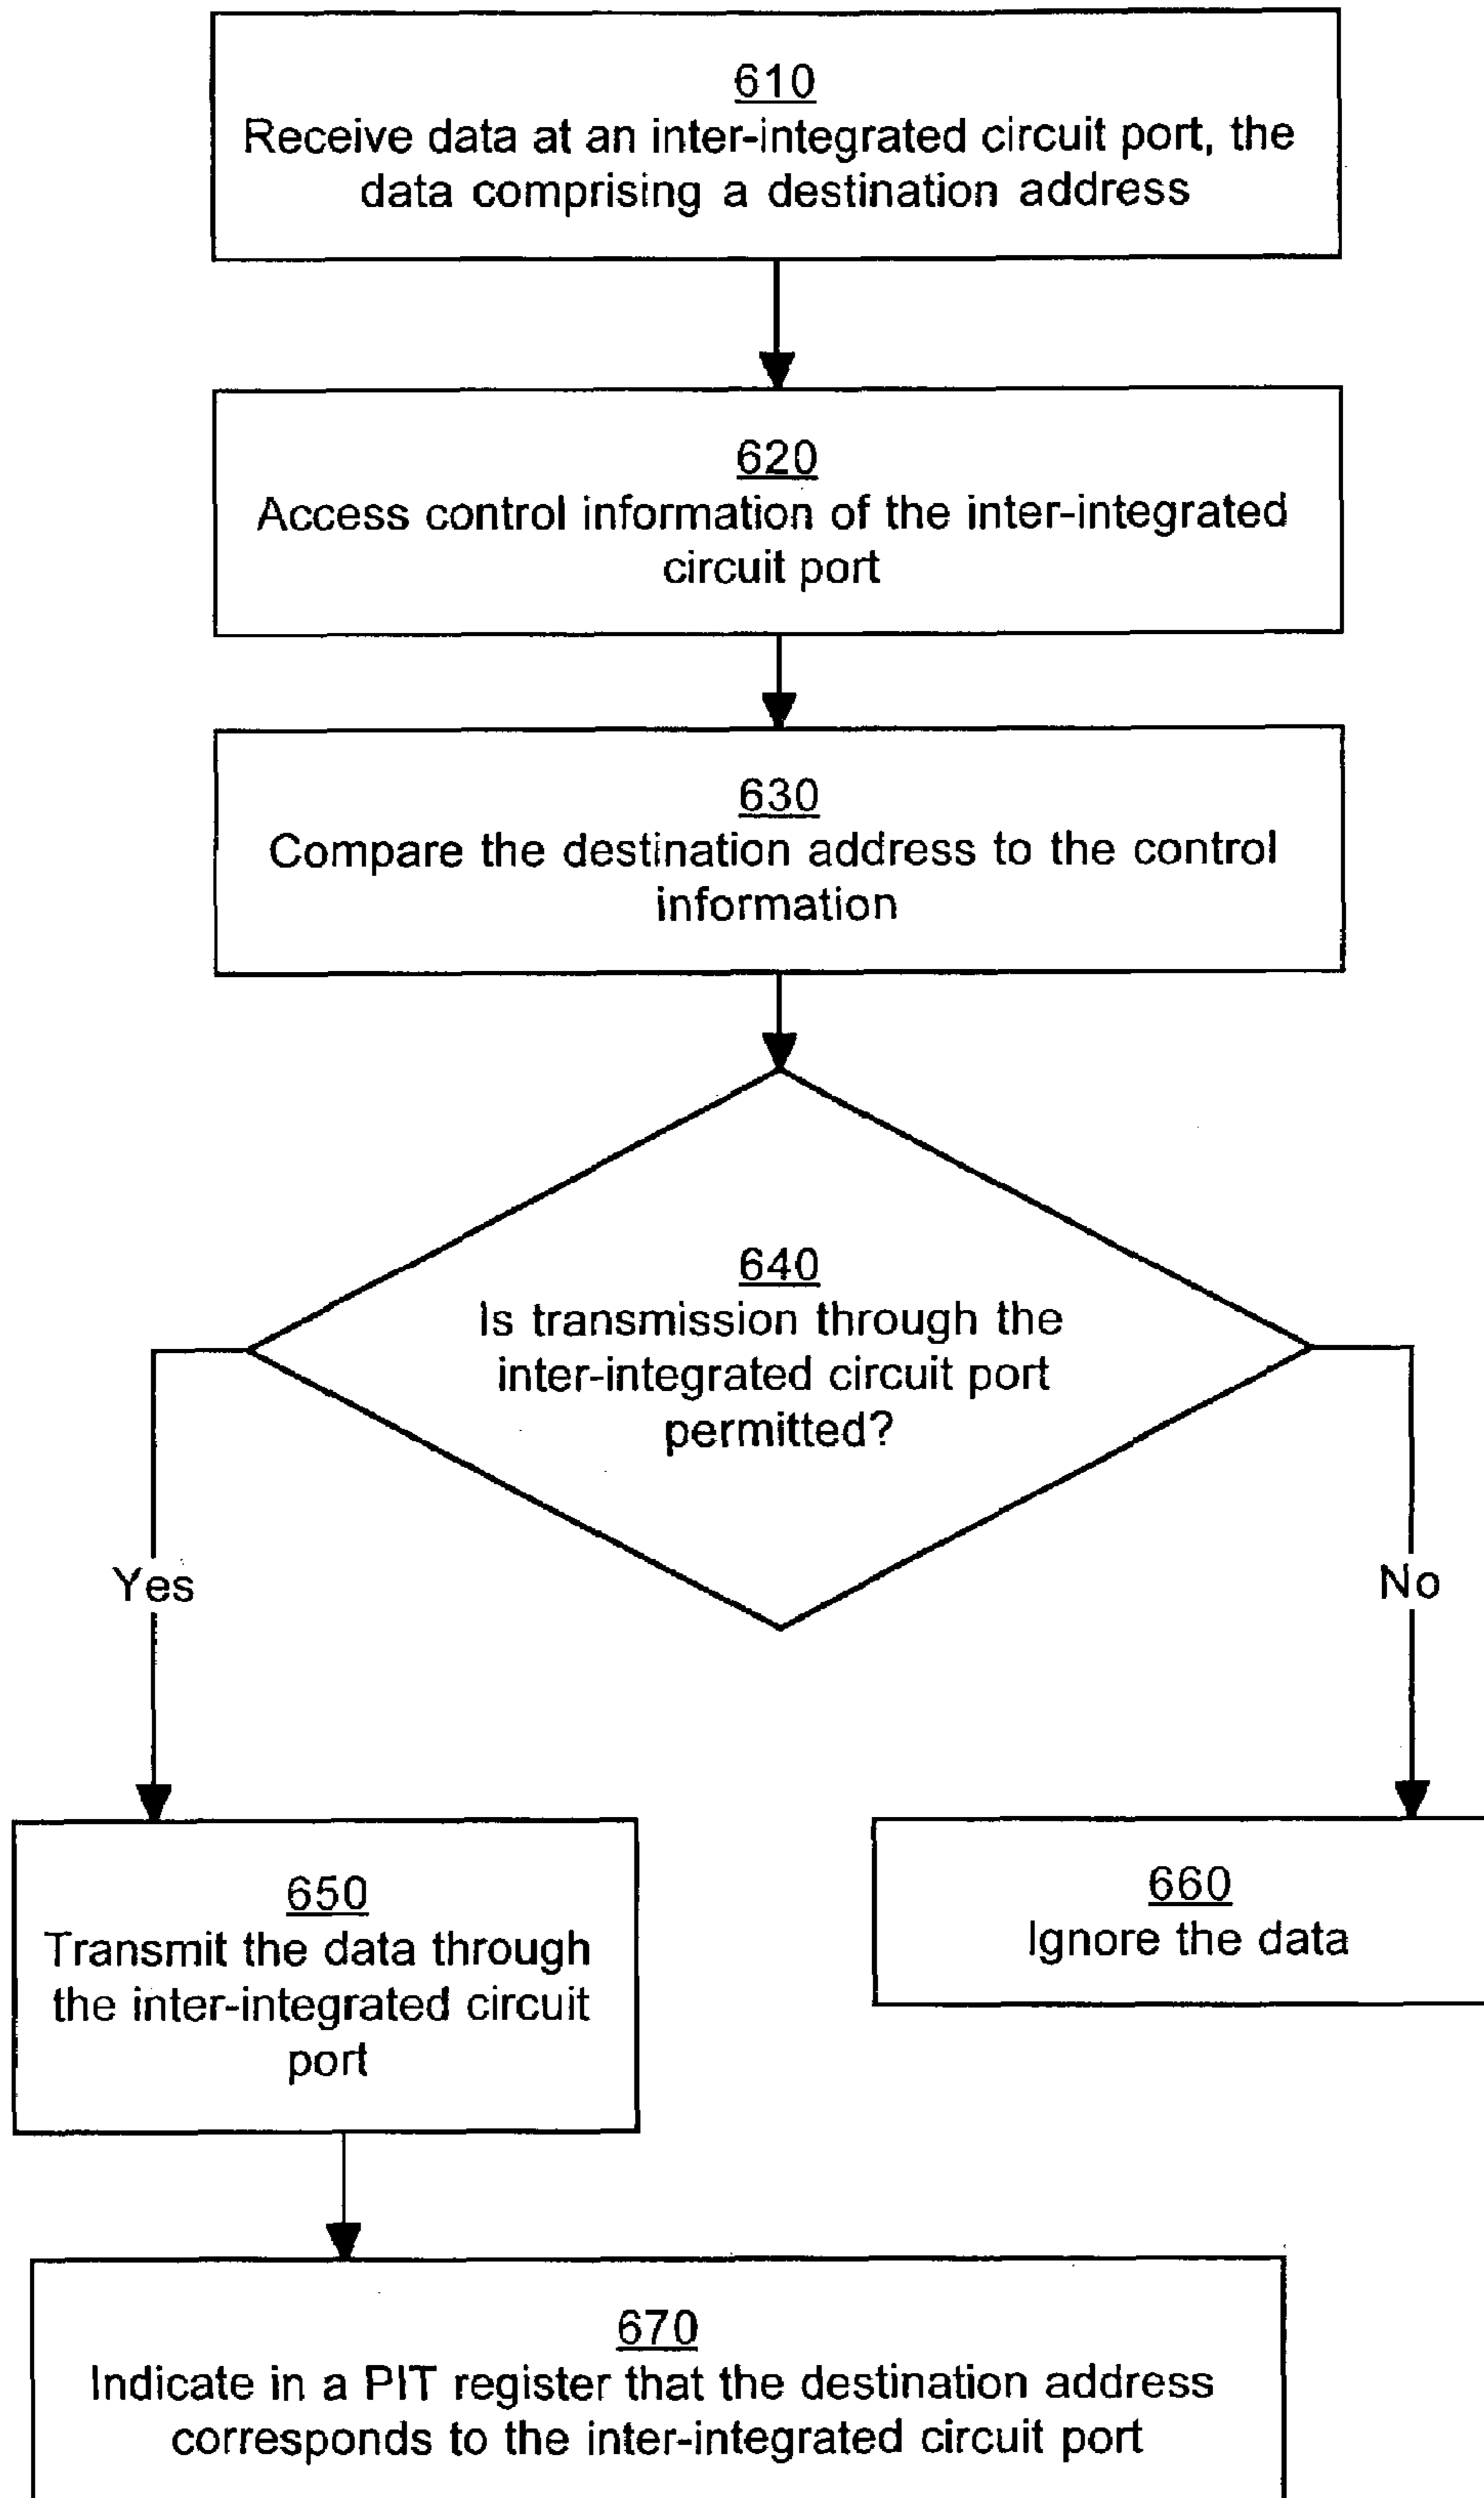 610
Receive data at an inter-integrated circuit port, the
data comprising a destination address
620
Access control information of the inter-integrated
circuit port
630
Compare the destination address to the control
information
640
Is transmission through the
inter-integrated circuit port
permitted?
Yes
No
650
Transmit the data through
the inter-integrated circuit
port
660
Ignore the data
670
Indicate in a PIT register that the destination address
corresponds to the inter-integrated circuit port